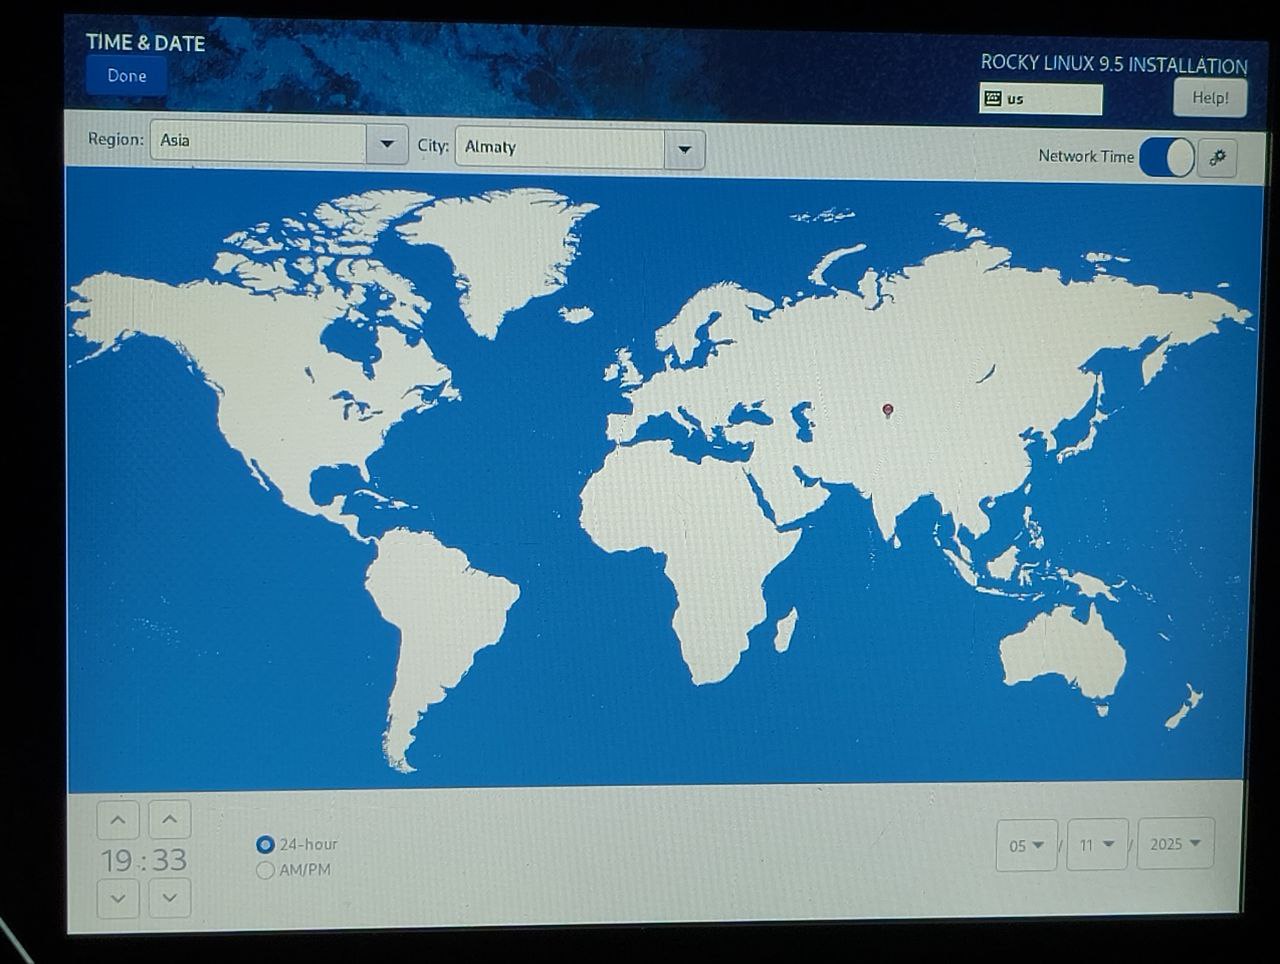 TIME & DATE
Done
ROCKY LINUX 9.5 INSTALLATION
us
Help!
Region: Asia City: Almaty
Network Time
19:33
24-hour
AM/PM
05 / 11 / 2025